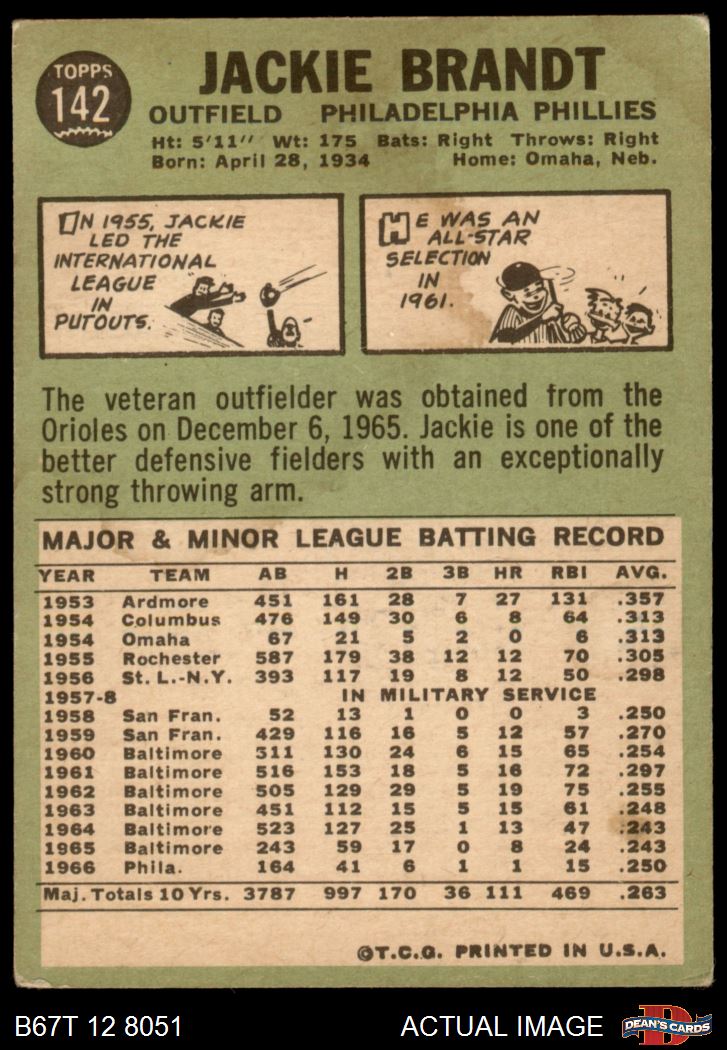 TOPPS
142
JACKIE BRANDT
OUTFIELD PHILADELPHIA PHILLIES
Ht: 5'11" Wt: 175 Bats: Right Throws: Right
Born: April 28, 1934 Home: Omaha, Neb.
IN 1955, JACKIE
LED THE
INTERNATIONAL
LEAGUE
IN
PUTOUTS.
HE WAS AN
ALL-STAR
SELECTION
IN
1961.
The veteran outfielder was obtained from the
Orioles on December 6, 1965. Jackie is one of the
better defensive fielders with an exceptionally
strong throwing arm.
MAJOR & MINOR LEAGUE BATTING RECORD
YEAR TEAM AB H 2B 3B HR RBI AVG.
1953 Ardmore 451 161 28 7 27 131 .357
1954 Columbus 476 149 30 6 8 64 .313
1954 Omaha 67 21 5 2 0 6 .313
1955 Rochester 587 179 38 12 12 70 .305
1956 St. L.-N.Y. 393 117 19 8 12 50 .298
1957-8 IN MILITARY SERVICE
1958 San Fran. 52 13 1 0 0 3 .250
1959 San Fran. 429 116 16 5 12 57 .270
1960 Baltimore 511 130 24 6 15 65 .254
1961 Baltimore 516 153 18 5 16 72 .297
1962 Baltimore 505 129 29 5 19 75 .255
1963 Baltimore 451 112 15 5 15 61 .248
1964 Baltimore 523 127 25 1 13 47 .243
1965 Baltimore 243 59 17 0 8 24 .243
1966 Phila. 164 41 6 1 1 15 .250
Maj. Totals 10 Yrs. 3787 997 170 36 111 469 .263
©T.C.G. PRINTED IN U.S.A.
B67T 12 8051 ACTUAL IMAGE
D
DEAN'S CARDS